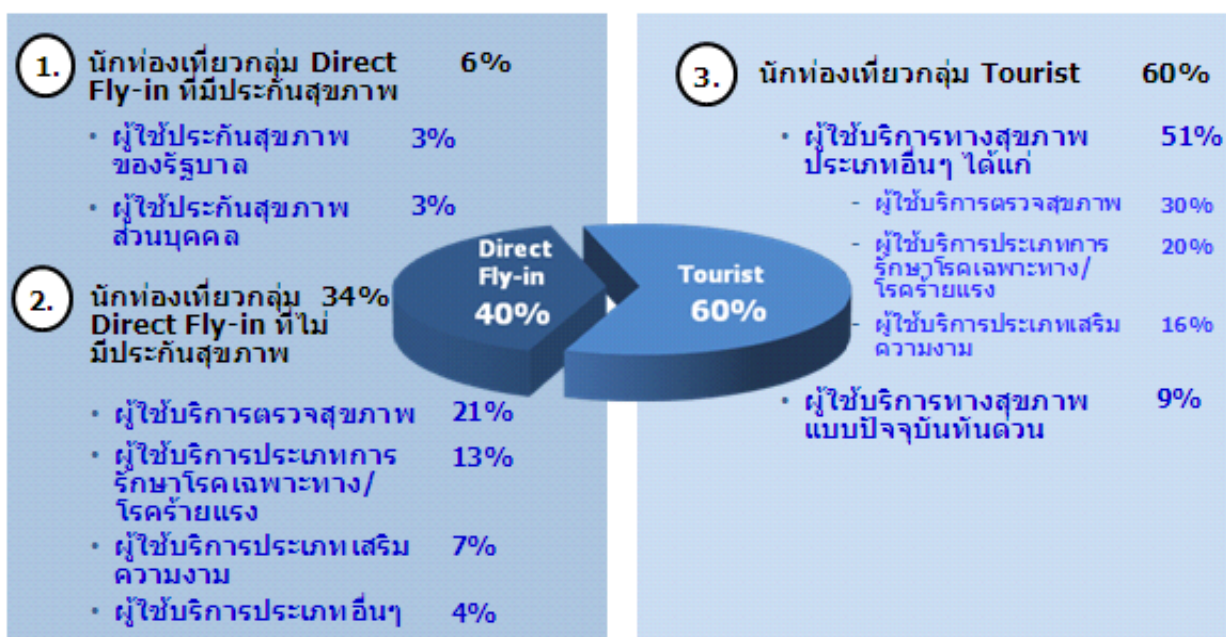 1. นักท่องเที่ยวกลุ่ม Direct 6%
Fly-in ที่มีประกันสุขภาพ
• ผู้ใช้ประกันสุขภาพ 3%
ของรัฐบาล
• ผู้ใช้ประกันสุขภาพ 3%
ส่วนบุคคล
2. นักท่องเที่ยวกลุ่ม 34%
Direct Fly-in ที่ไม่
มีประกันสุขภาพ
• ผู้ใช้บริการตรวจสุขภาพ 21%
• ผู้ใช้บริการประเภทการ 13%
รักษาโรคเฉพาะทาง/
โรคร้ายแรง
• ผู้ใช้บริการประเภทเสริม 7%
ความงาม
• ผู้ใช้บริการประเภทอื่นๆ 4%
Direct
Fly-in
40%
Tourist
60%
3. นักท่องเที่ยวกลุ่ม Tourist 60%
• ผู้ใช้บริการทางสุขภาพ 51%
ประเภทอื่นๆ ได้แก่
- ผู้ใช้บริการตรวจสุขภาพ 30%
- ผู้ใช้บริการประเภทการ 20%
รักษาโรคเฉพาะทาง/
โรคร้ายแรง
- ผู้ใช้บริการประเภทเสริม 16%
ความงาม
• ผู้ใช้บริการทางสุขภาพ 9%
แบบปัจจุบันทันด่วน